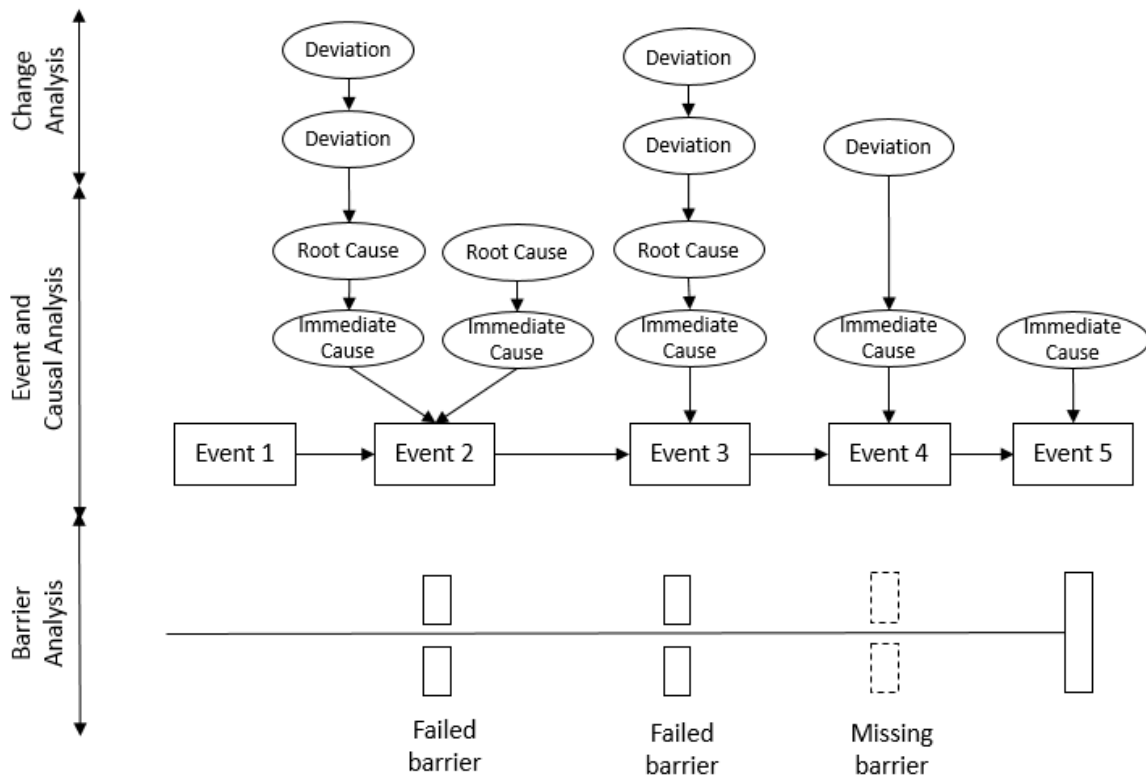 Change
Analysis
Deviation
Deviation
Deviation
Deviation
Deviation
Event and
Causal Analysis
Root Cause
Root Cause
Root Cause
Immediate
Cause
Immediate
Cause
Immediate
Cause
Immediate
Cause
Immediate
Cause
Event 1
Event 2
Event 3
Event 4
Event 5
Barrier
Analysis
Failed
barrier
Failed
barrier
Missing
barrier